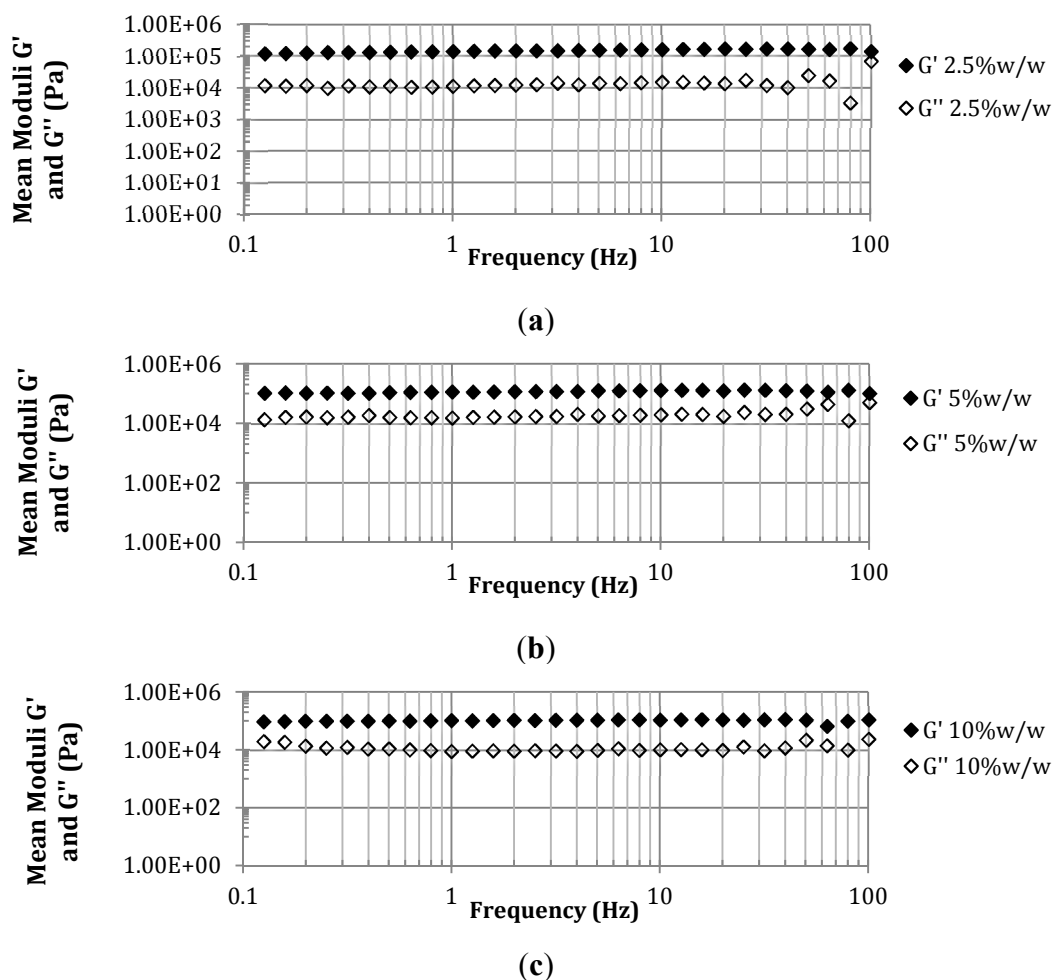 Mean Moduli G'
and G'' (Pa)
1.00E+06
1.00E+05
1.00E+04
1.00E+03
1.00E+02
1.00E+01
1.00E+00
0.1
1
10
100
Frequency (Hz)
G' 2.5%w/w
G'' 2.5%w/w
(a)
Mean Moduli G'
and G'' (Pa)
1.00E+06
1.00E+04
1.00E+02
1.00E+00
0.1
1
10
100
Frequency (Hz)
G' 5%w/w
G'' 5%w/w
(b)
Mean Moduli G'
and G'' (Pa)
1.00E+06
1.00E+04
1.00E+02
1.00E+00
0.1
1
10
100
Frequency (Hz)
G' 10%w/w
G'' 10%w/w
(c)